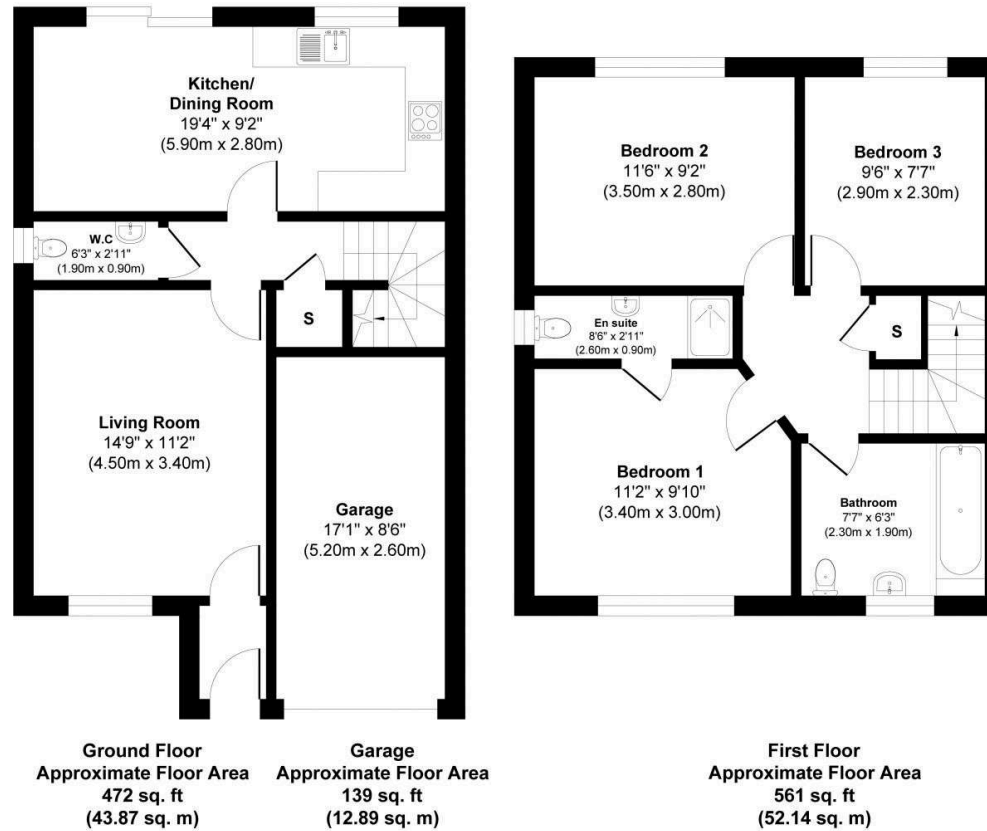 Kitchen/
Dining Room
19'4" x 9'2"
(5.90m x 2.80m)
W.C
6'3" x 2'11"
(1.90m x 0.90m)
S
Living Room
14'9" x 11'2"
(4.50m x 3.40m)
Garage
17'1" x 8'6"
(5.20m x 2.60m)
Ground Floor
Approximate Floor Area
472 sq. ft
(43.87 sq. m)
Garage
Approximate Floor Area
139 sq. ft
(12.89 sq. m)
Bedroom 2
11'6" x 9'2"
(3.50m x 2.80m)
Bedroom 3
9'6" x 7'7"
(2.90m x 2.30m)
En suite
8'6" x 2'11"
(2.60m x 0.90m)
S
Bedroom 1
11'2" x 9'10"
(3.40m x 3.00m)
Bathroom
7'7" x 6'3"
(2.30m x 1.90m)
First Floor
Approximate Floor Area
561 sq. ft
(52.14 sq. m)